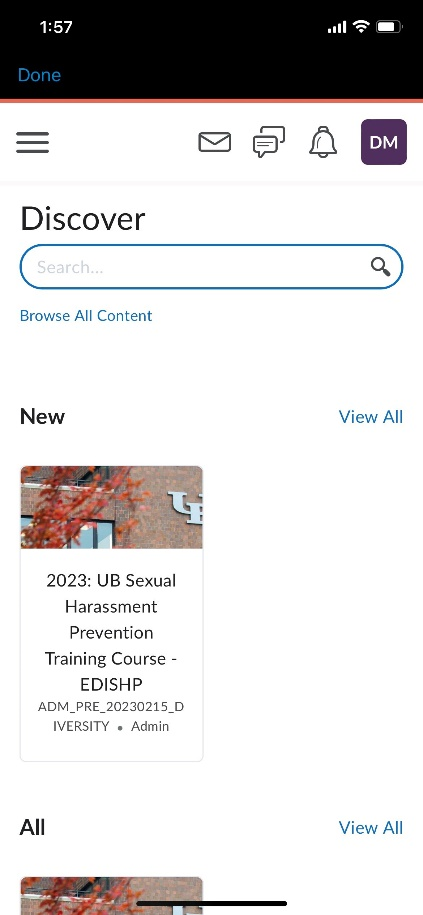 1:57
Done
DM
Discover
Search...
Browse All Content
New
View All
UB
2023: UB Sexual
Harassment
Prevention
Training Course -
EDISHP
ADM_PRE_20230215_D
IVERSITY • Admin
All
View All